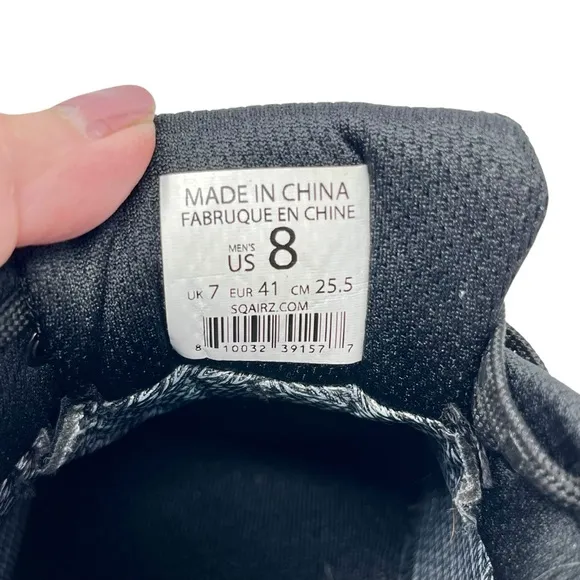 MADE IN CHINA
FABRUQUE EN CHINE
MEN'S US 8
UK 7 EUR 41 CM 25.5
SQAIRZ.COM
8 10032 39157 7